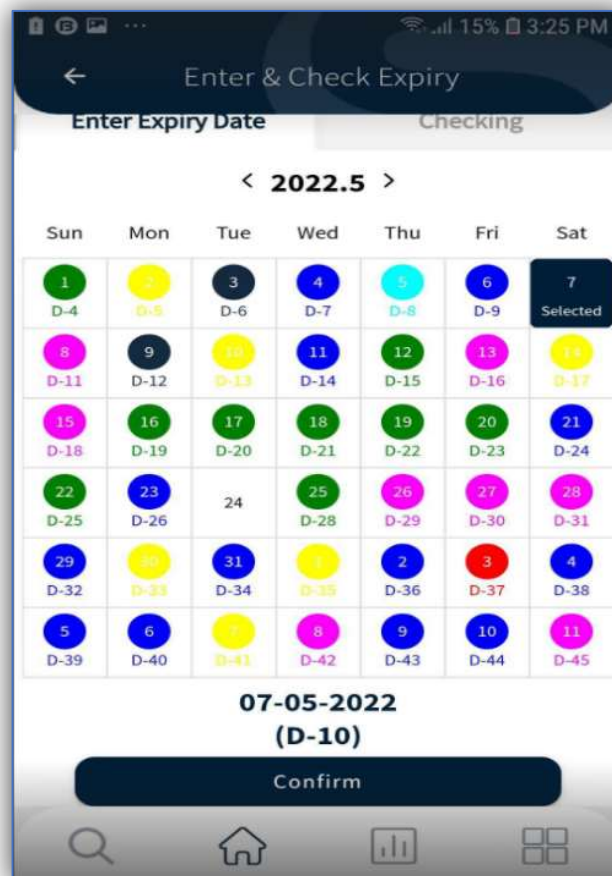 15% 3:25 PM
Enter & Check Expiry
Enter Expiry Date Checking
< 2022.5 >
Sun Mon Tue Wed Thu Fri Sat
1 2 3 4 5 6 7
D-4 D-5 D-6 D-7 D-8 D-9 Selected
8 9 10 11 12 13 14
D-11 D-12 D-13 D-14 D-15 D-16 D-17
15 16 17 18 19 20 21
D-18 D-19 D-20 D-21 D-22 D-23 D-24
22 23 24 25 26 27 28
D-25 D-26 D-28 D-29 D-30 D-31
29 30 31 1 2 3 4
D-32 D-33 D-34 D-35 D-36 D-37 D-38
5 6 7 8 9 10 11
D-39 D-40 D-41 D-42 D-43 D-44 D-45
07-05-2022
(D-10)
Confirm